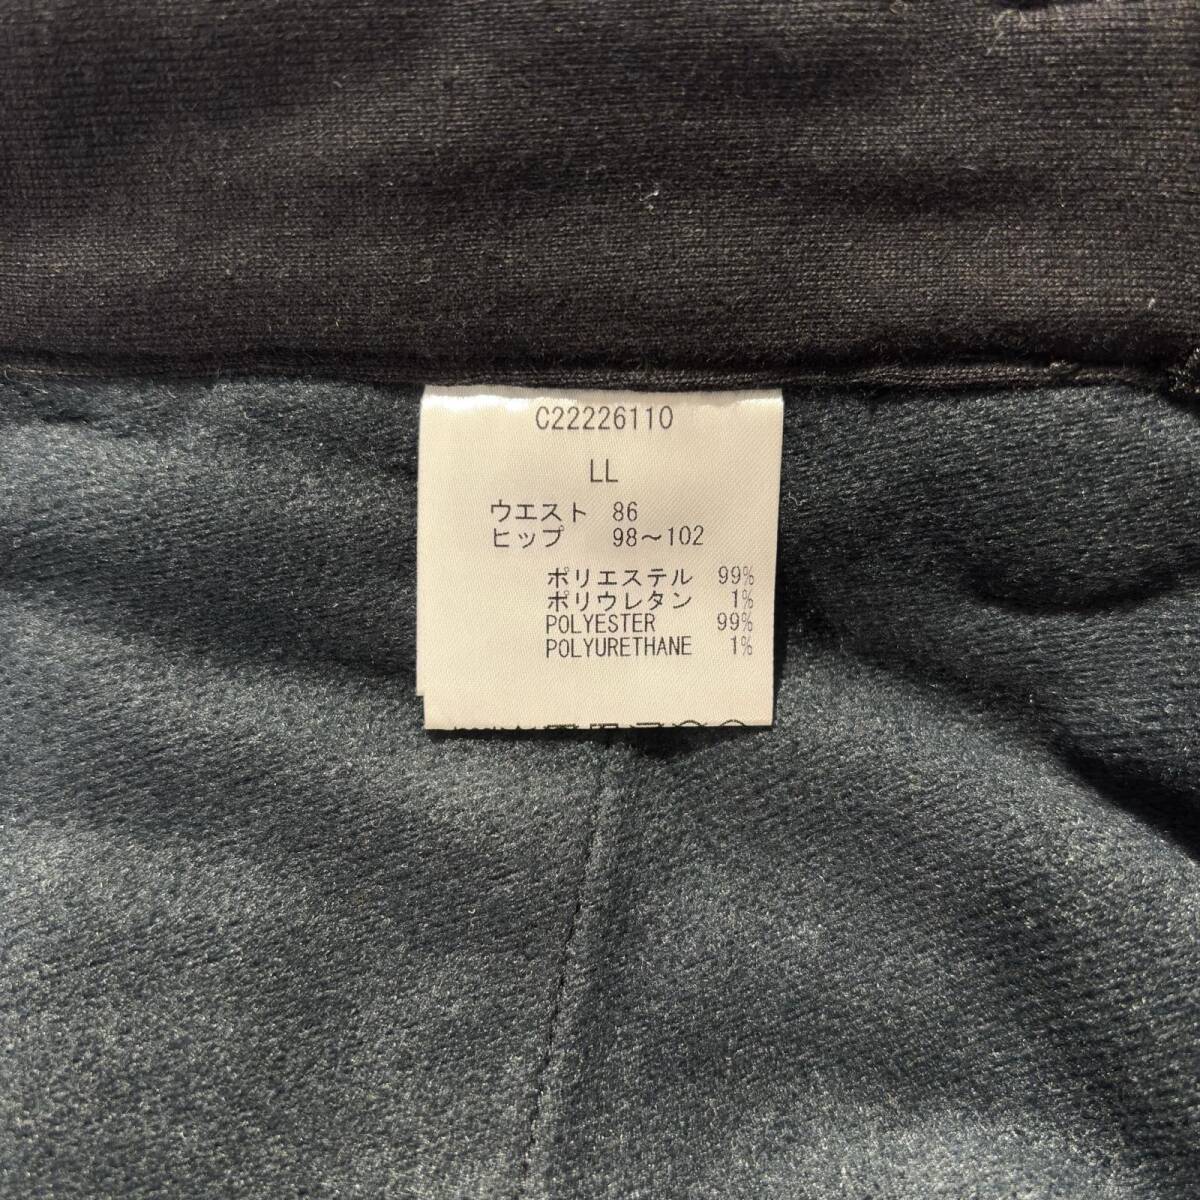 C22226110
LL
ウエスト 86
ヒップ 98～102
ポリエステル 99%
ポリウレタン 1%
POLYESTER 99%
POLYURETHANE 1%